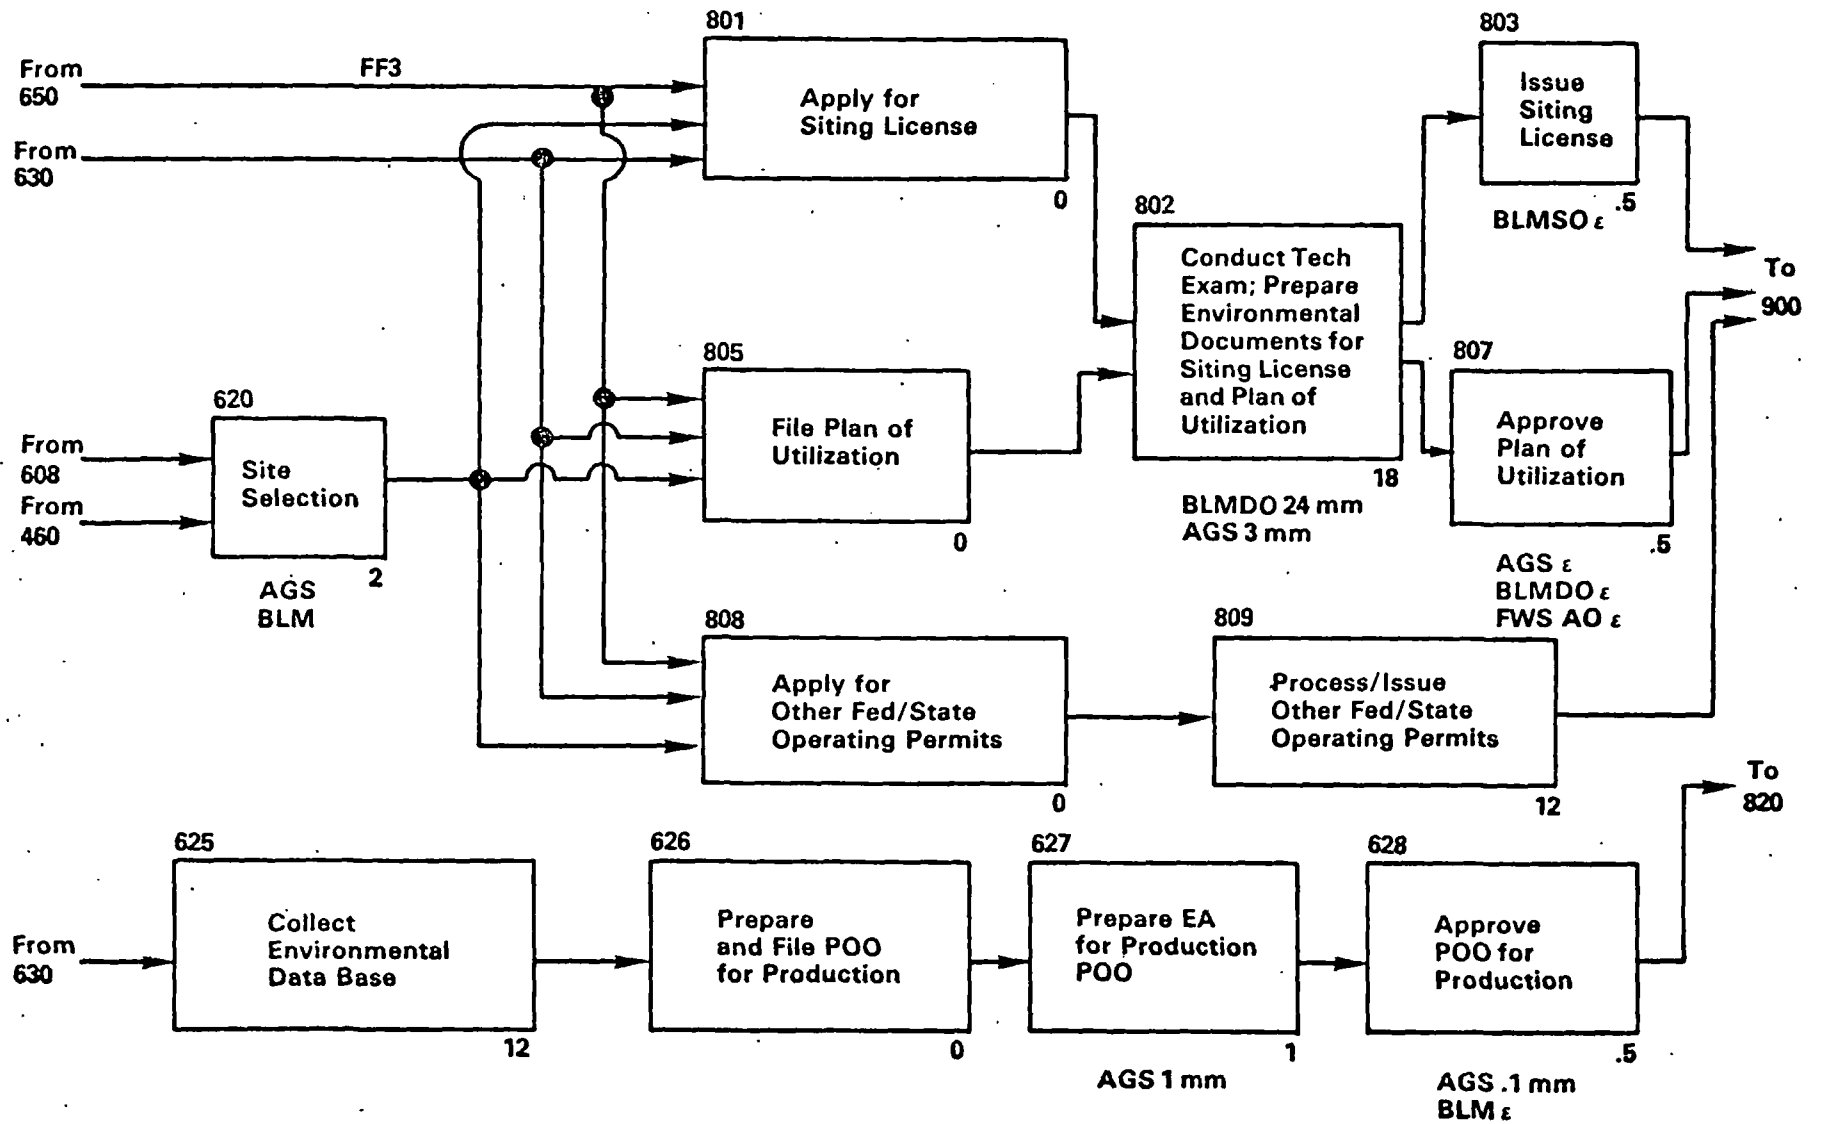 801
803
From
650
FF3
Apply for
Siting License
Issue
Siting
License
From
630
0
.5
BLMSO ε
802
Conduct Tech
Exam; Prepare
Environmental
Documents for
Siting License
and Plan of
Utilization
18
BLMDO 24 mm
AGS 3 mm
To
900
805
File Plan of
Utilization
0
807
Approve
Plan of
Utilization
.5
AGS ε
BLMDO ε
FWS AO ε
620
From
608
From
460
Site
Selection
2
AGS
BLM
808
Apply for
Other Fed/State
Operating Permits
0
809
Process/Issue
Other Fed/State
Operating Permits
12
To
820
625
From
630
Collect
Environmental
Data Base
12
626
Prepare
and File POO
for Production
0
627
Prepare EA
for Production
POO
1
AGS 1 mm
628
Approve
POO for
Production
.5
AGS .1 mm
BLM ε